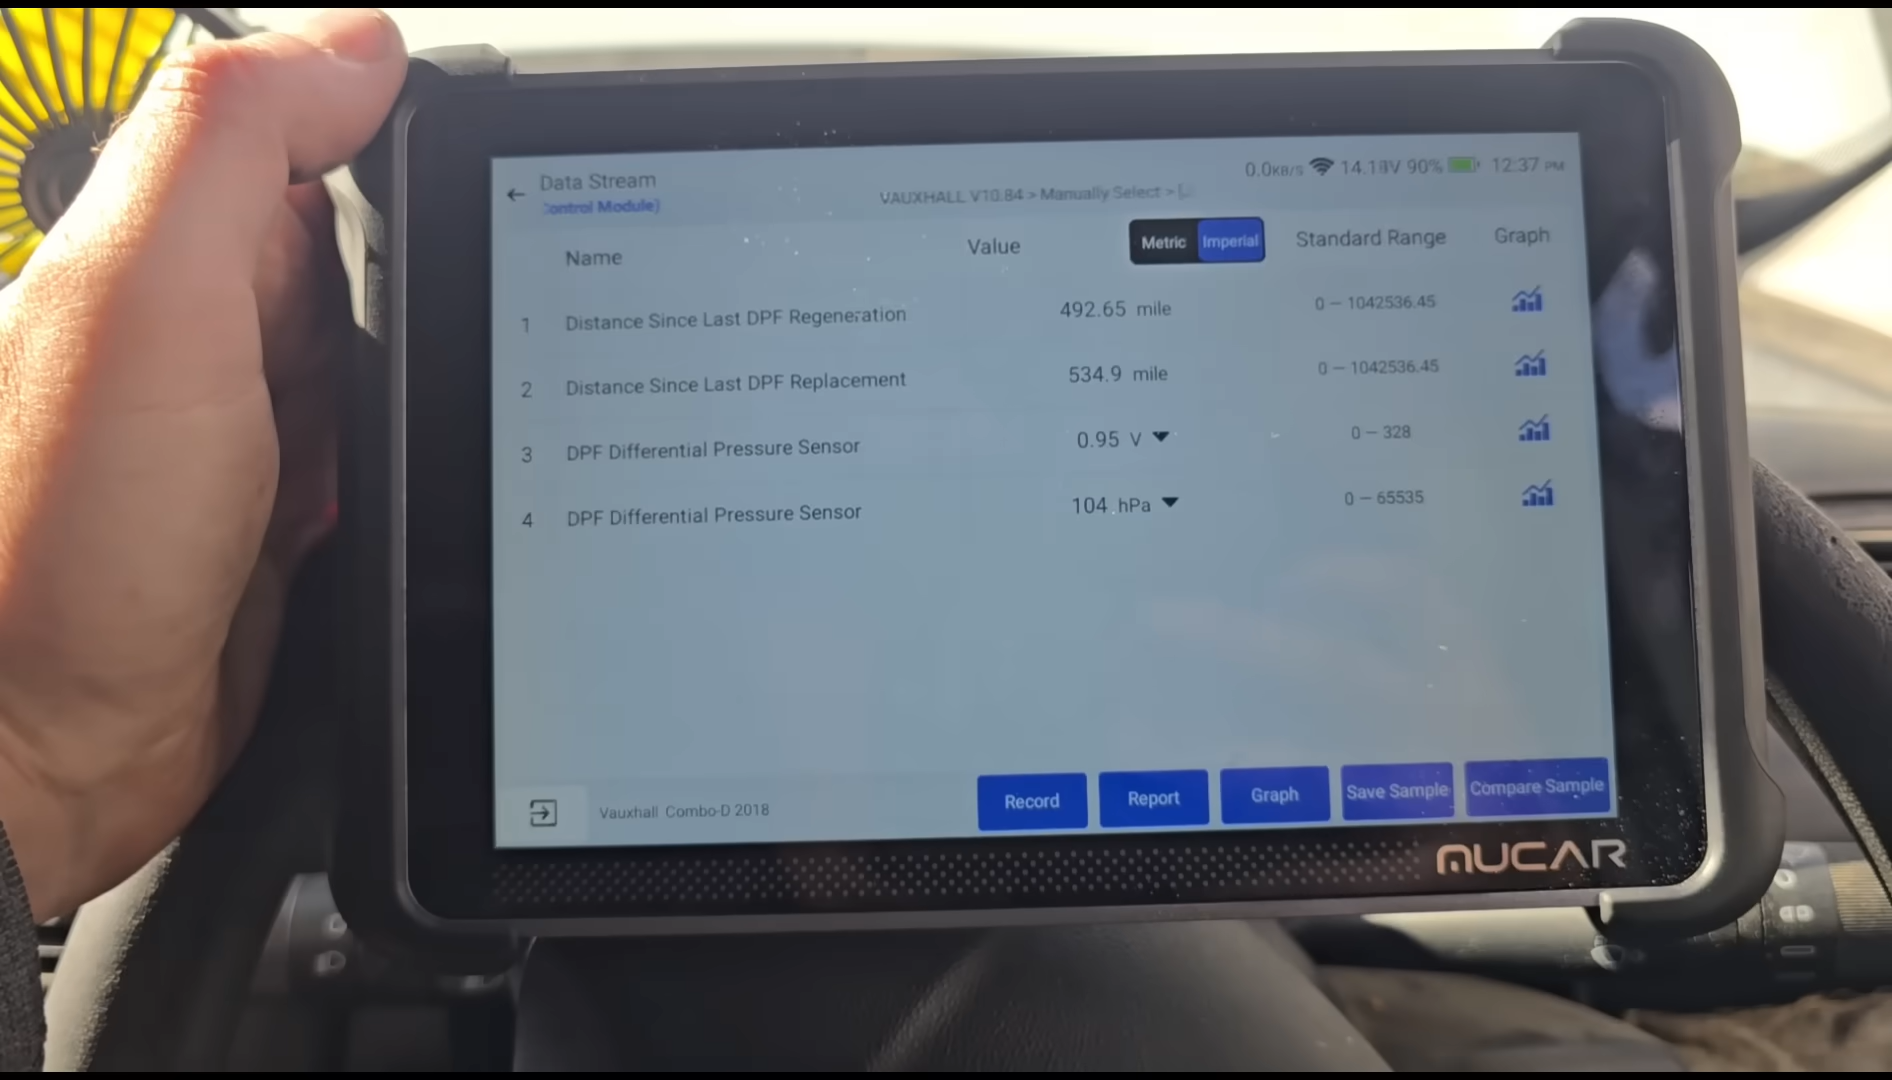 Data Stream
Control Module)
VAUXHALL V10.84 > Manually Select >
0.0KB/S 14.18V 90% 12:37 PM
Name Value Metric Imperial Standard Range Graph
1 Distance Since Last DPF Regeneration 492.65 mile 0 – 1042536.45
2 Distance Since Last DPF Replacement 534.9 mile 0 – 1042536.45
3 DPF Differential Pressure Sensor 0.95 V 0 – 328
4 DPF Differential Pressure Sensor 104 hPa 0 – 65535
Vauxhall Combo-D 2018
Record Report Graph Save Sample Compare Sample
MUCAR